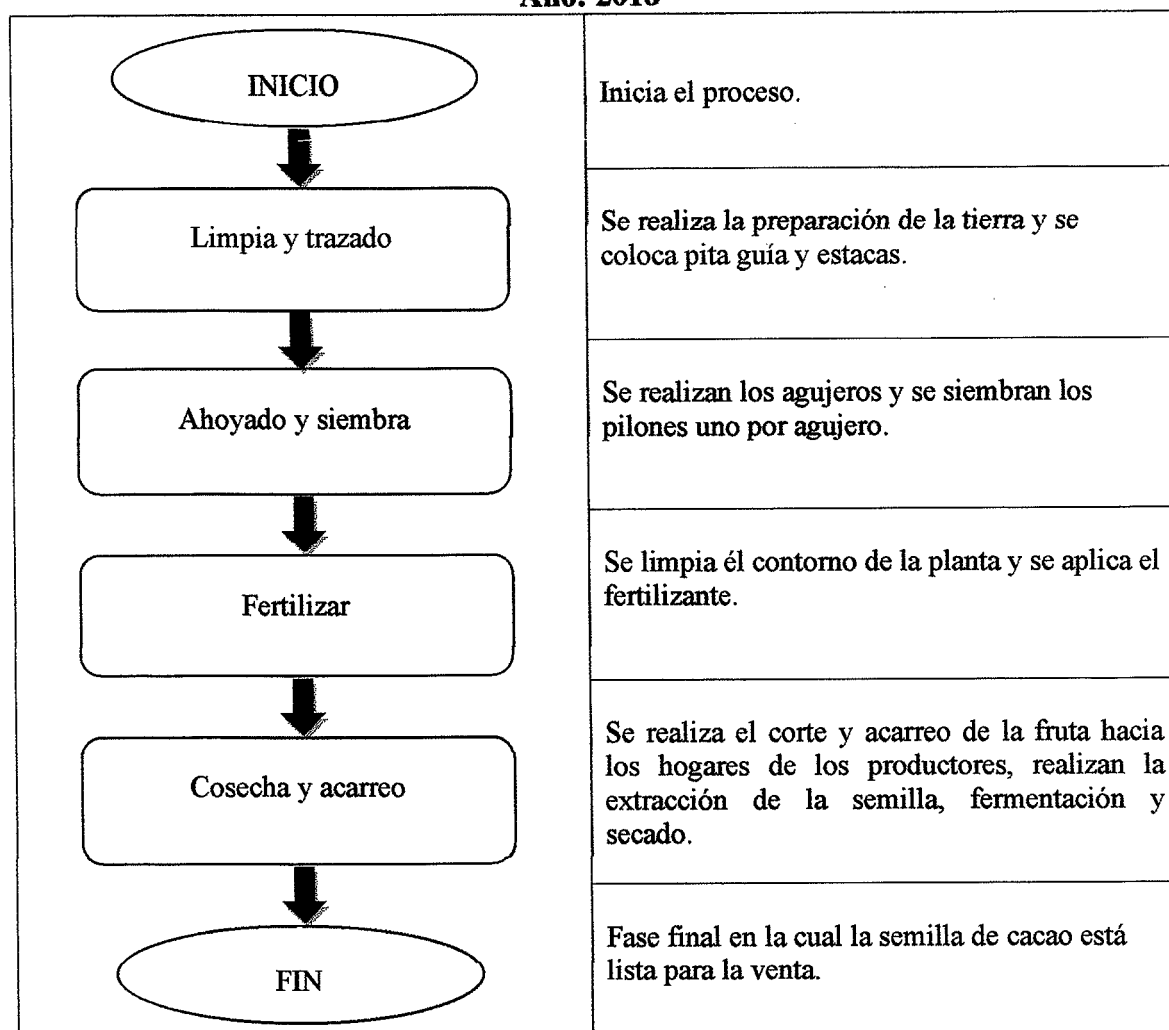 INICIO
Inicia el proceso.
Limpia y trazado
Se realiza la preparación de la tierra y se
coloca pita guía y estacas.
Ahoyado y siembra
Se realizan los agujeros y se siembran los
pilones uno por agujero.
Fertilizar
Se limpia él contorno de la planta y se aplica el
fertilizante.
Cosecha y acarreo
Se realiza el corte y acarreo de la fruta hacia
los hogares de los productores, realizan la
extracción de la semilla, fermentación y
secado.
FIN
Fase final en la cual la semilla de cacao está
lista para la venta.